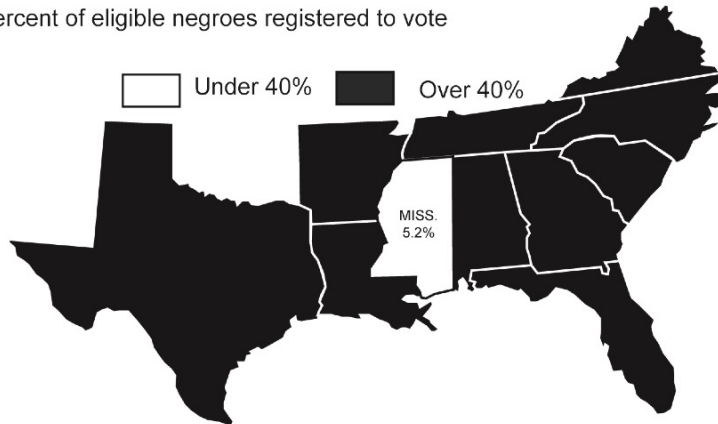 ercent of eligible negroes registered to vote
Under 40%
Over 40%
MISS.
5.2%